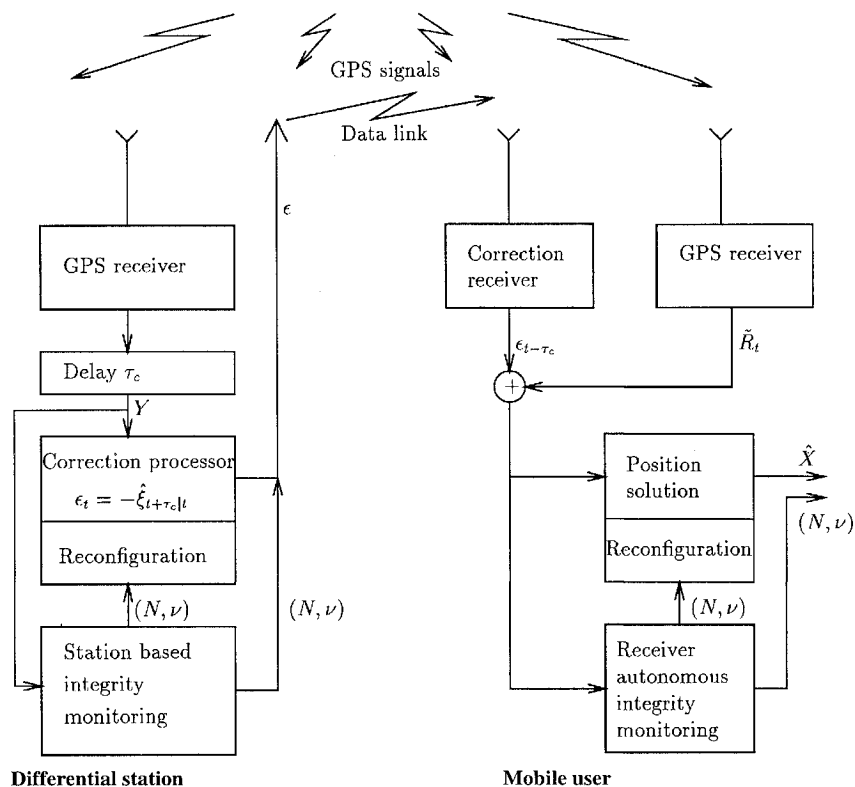 GPS signals
Data link
ϵ
GPS receiver
Delay τ_c
Y
Correction processor
ϵ_t = −ξ̂_{t+τ_c|t}
Reconfiguration
(N, ν)
(N, ν)
Station based
integrity
monitoring
Differential station
Correction
receiver
GPS receiver
ϵ_{t−τ_c}
R̃_t
+
Position
solution
X̂
(N, ν)
Reconfiguration
(N, ν)
Receiver
autonomous
integrity
monitoring
Mobile user